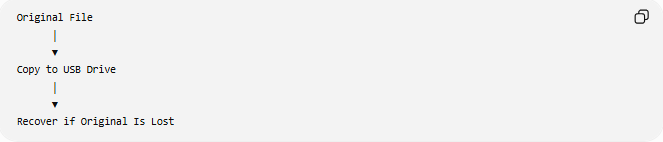 Original File
│
▼
Copy to USB Drive
│
▼
Recover if Original Is Lost